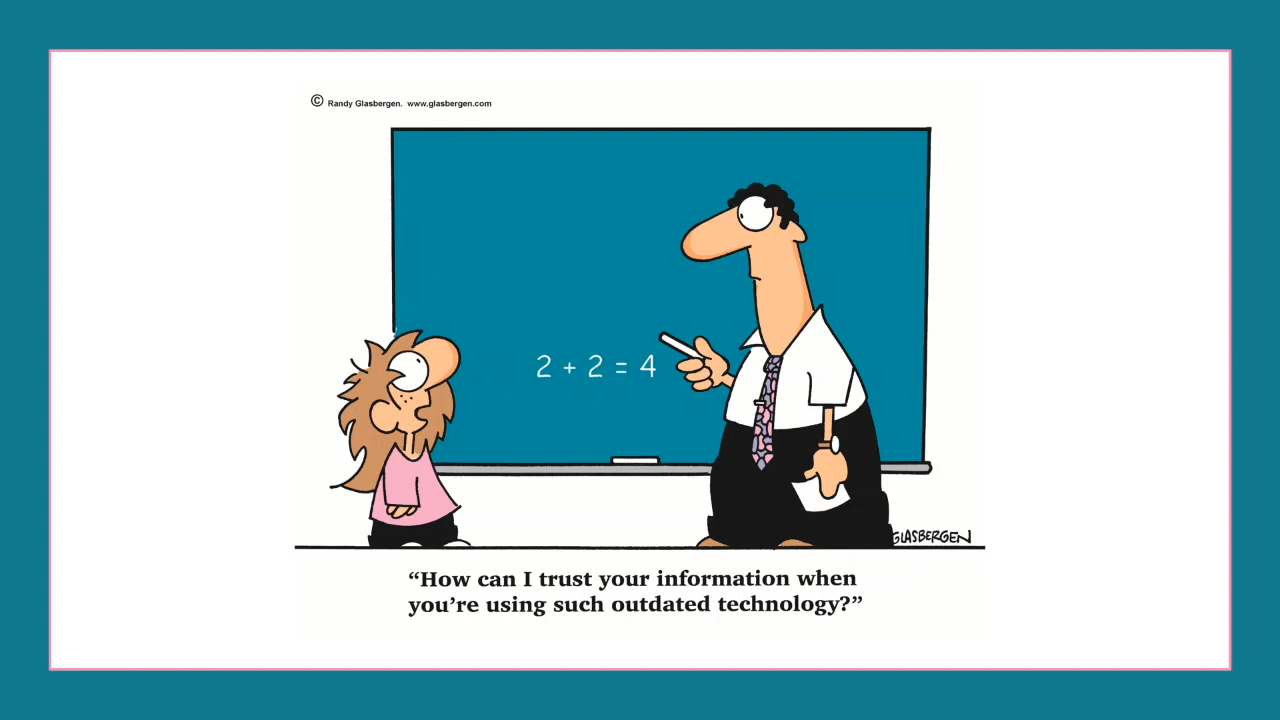 © Randy Glasbergen. www.glasbergen.com
2 + 2 = 4
GLASBERGEN
“How can I trust your information when
you’re using such outdated technology?”